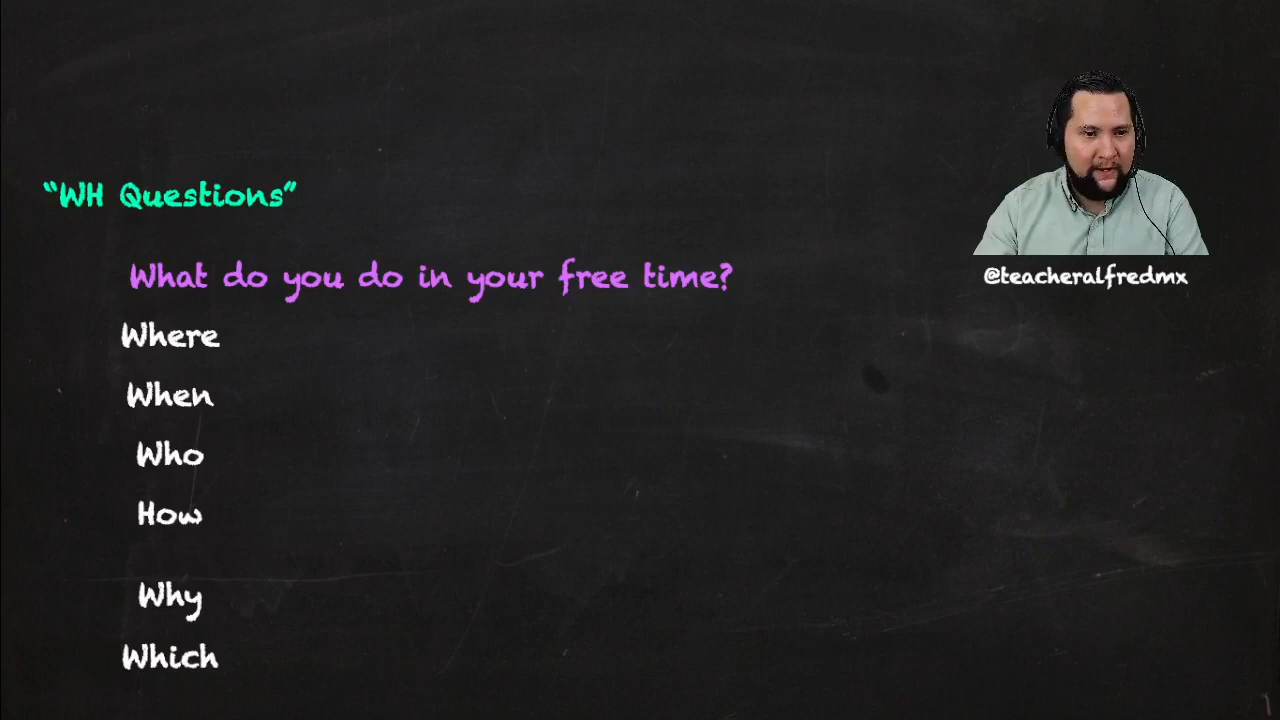 “WH Questions”
What do you do in your free time?
@teacheralfredmx
Where
When
Who
How
Why
Which